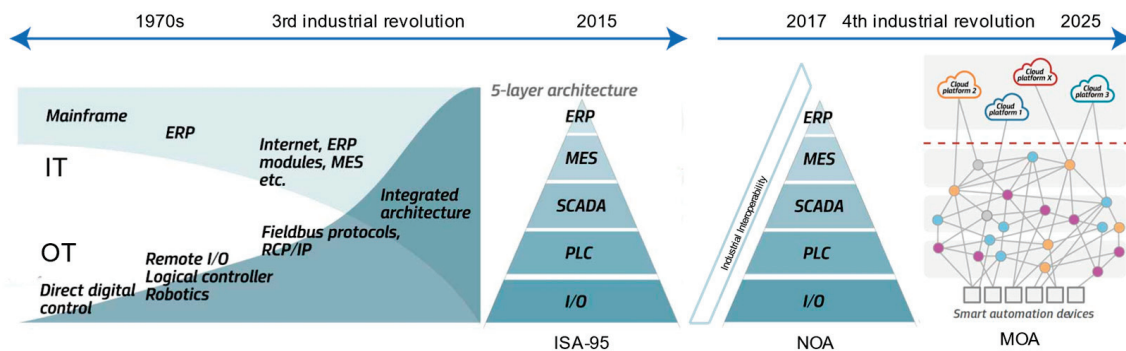 1970s
3rd industrial revolution
2015
2017
4th industrial revolution
2025
Mainframe
ERP
Internet, ERP
modules, MES
etc.
IT
Integrated
architecture
OT
Fieldbus protocols,
RCP/IP
Remote I/O
Logical controller
Robotics
Direct digital
control
5-layer architecture
ERP
MES
SCADA
PLC
I/O
ISA-95
Industrial Interoperability
ERP
MES
SCADA
PLC
I/O
NOA
Cloud
platform 2
Cloud
platform 1
Cloud
platform X
Cloud
platform 3
Smart automation devices
MOA